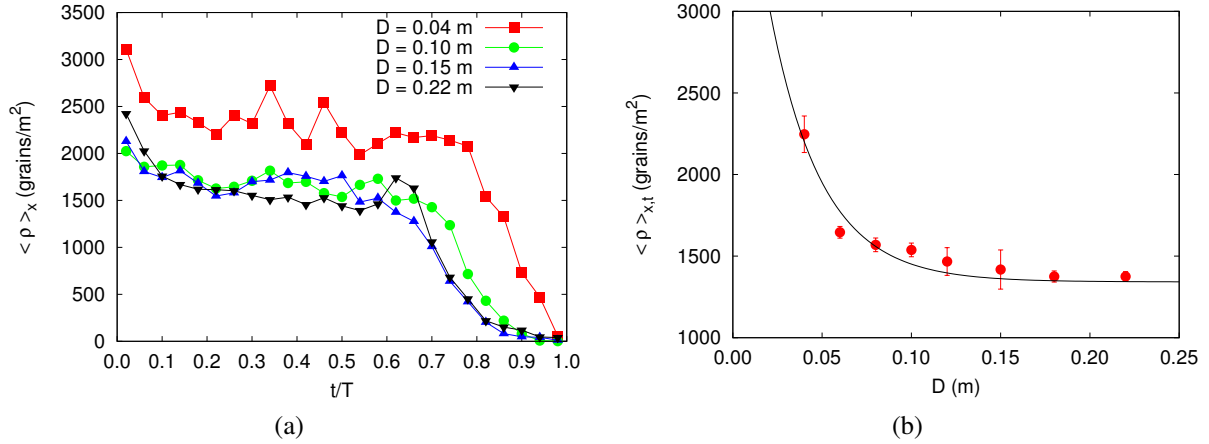 3500
3000
2500
2000
1500
1000
500
0
< ρ >x (grains/m²)
D = 0.04 m
D = 0.10 m
D = 0.15 m
D = 0.22 m
0.0 0.1 0.2 0.3 0.4 0.5 0.6 0.7 0.8 0.9 1.0
t/T
(a)
3000
2500
2000
1500
1000
< ρ >x,t (grains/m²)
0.00 0.05 0.10 0.15 0.20 0.25
D (m)
(b)